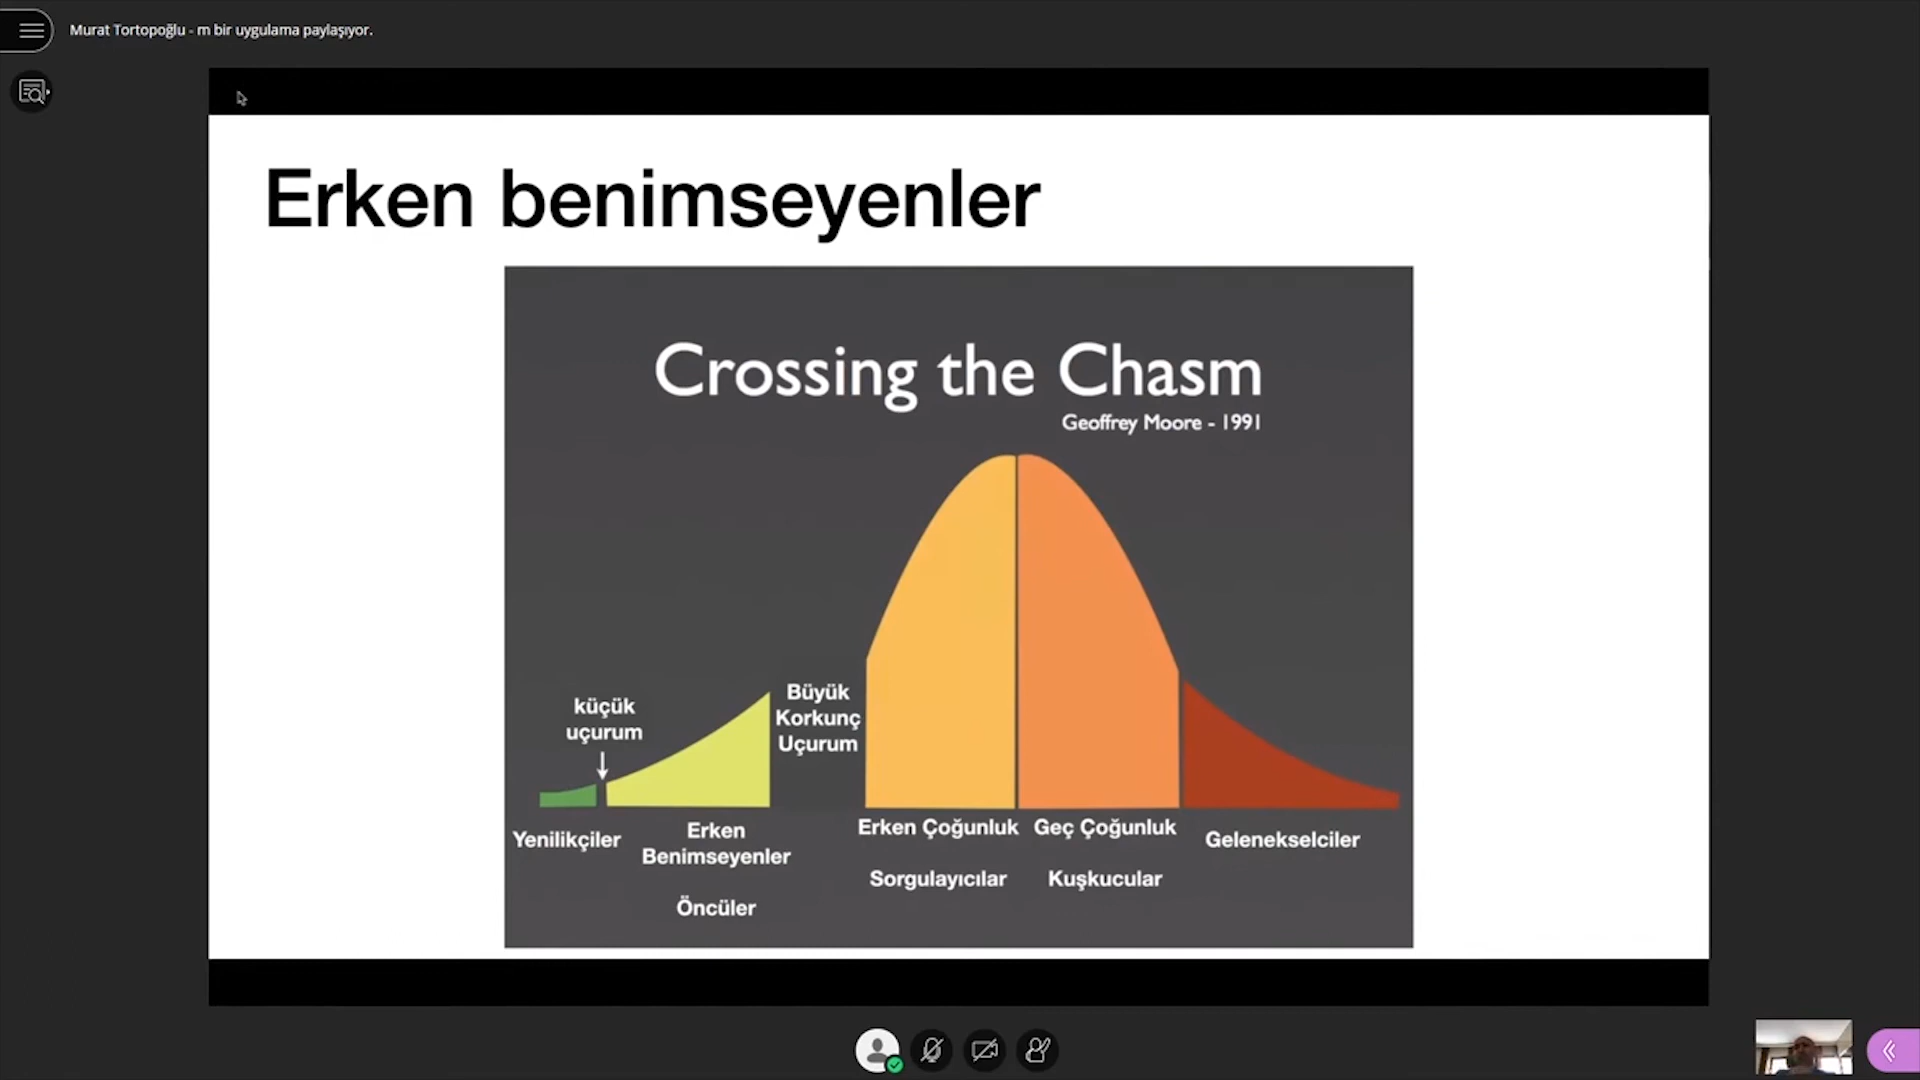 Murat Tortopoğlu - m bir uygulama paylaşıyor.
Erken benimseyenler
Crossing the Chasm
Geoffrey Moore - 1991
küçük
uçurum
Büyük
Korkunç
Uçurum
Yenilikçiler
Erken
Benimseyenler
Öncüler
Erken Çoğunluk
Sorgulayıcılar
Geç Çoğunluk
Kuşkucular
Gelenekselciler